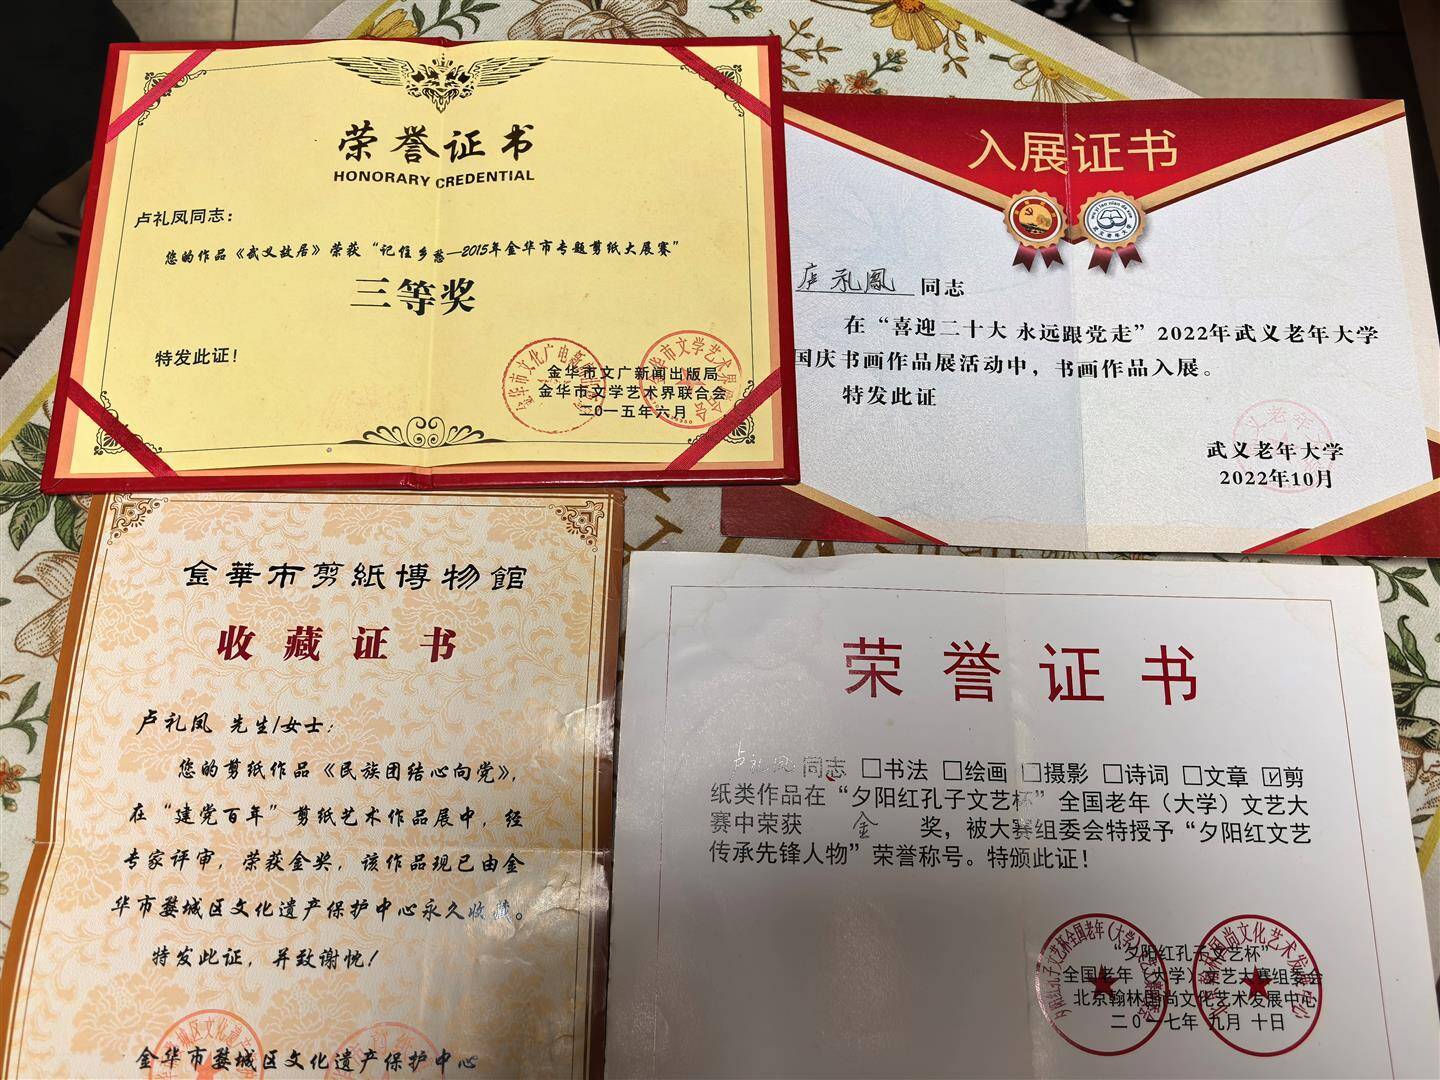 荣誉证书
HONORARY CREDENTIAL
卢礼凤同志：
您的作品《武义故居》荣获“记住乡愁—2015年金华市专题剪纸大展赛”
三等奖
特发此证！
金华市文广新闻出版局
金华市文学艺术界联合会
二〇一五年六月
入展证书
卢礼凤 同志
在“喜迎二十大 永远跟党走”2022年武义老年大学
国庆书画作品展活动中，书画作品入展。
特发此证
武义老年大学
2022年10月
金華市剪紙博物館
收藏证书
卢礼凤 先生/女士：
您的剪纸作品《民族团结心向党》，
在“建党百年”剪纸艺术作品展中，经
专家评审，荣获金奖，该作品现已由金
华市婺城区文化遗产保护中心永久收藏。
特发此证，并致谢忱！
金华市婺城区文化遗产保护中心
荣誉证书
卢礼凤同志 □书法 □绘画 □摄影 □诗词 □文章 ☑剪
纸类作品在“夕阳红孔子文艺杯”全国老年（大学）文艺大
赛中荣获 金 奖，被大赛组委会特授予“夕阳红文艺
传承先锋人物”荣誉称号。特颁此证！
“夕阳红孔子文艺杯”
全国老年（大学）文艺大赛组委会
北京翰林国尚文化艺术发展中心
二〇一七年 九月 十日